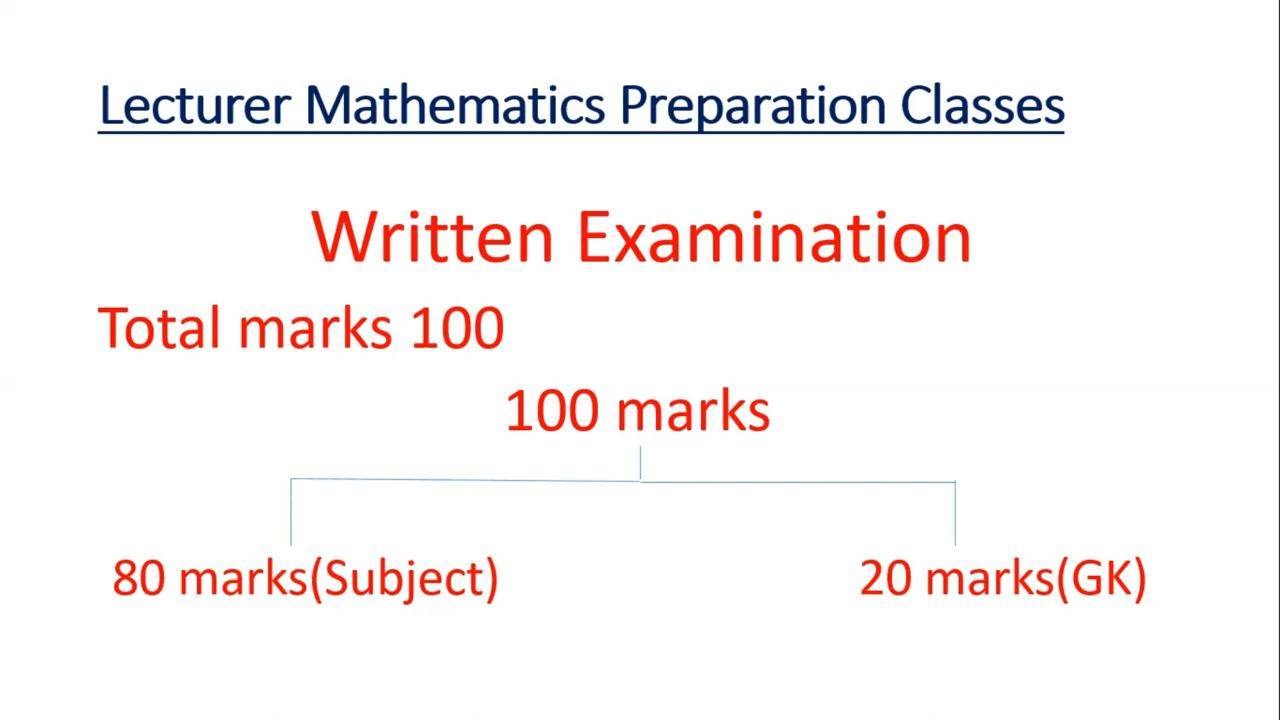 Lecturer Mathematics Preparation Classes
Written Examination
Total marks 100
100 marks
80 marks(Subject)
20 marks(GK)